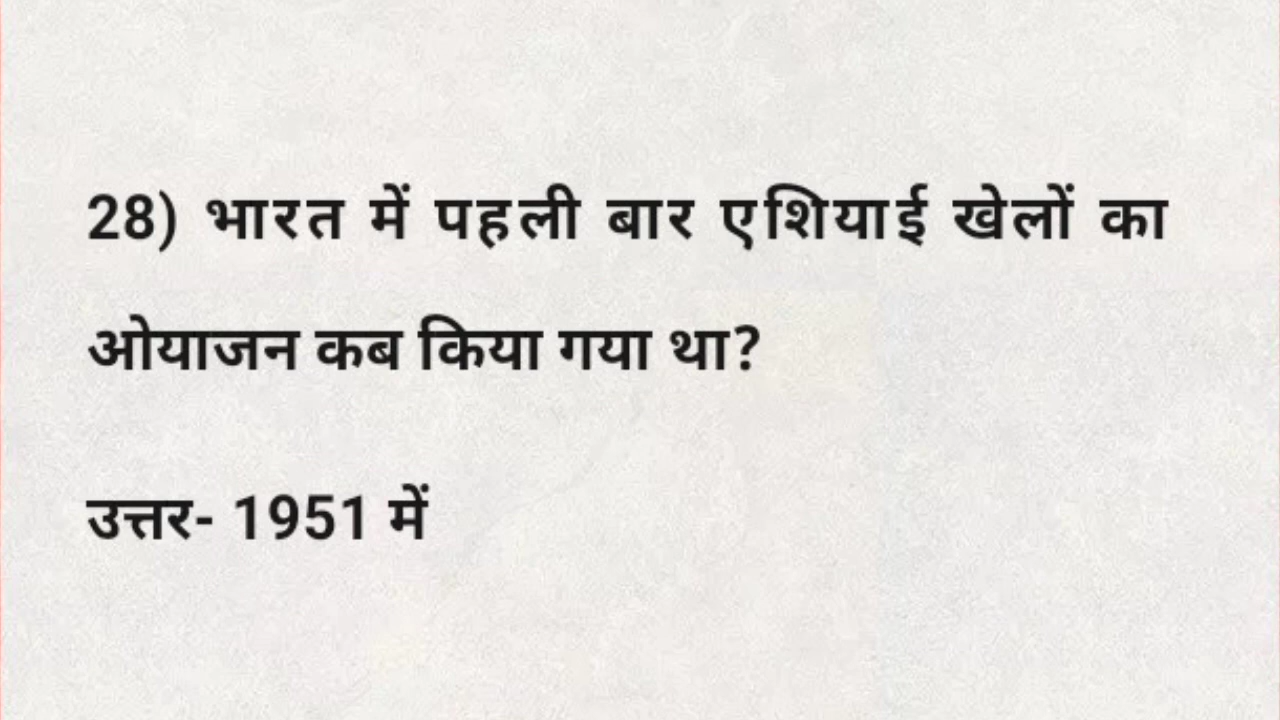 28) भारत में पहली बार एशियाई खेलों का
ओयाजन कब किया गया था?
उत्तर- 1951 में